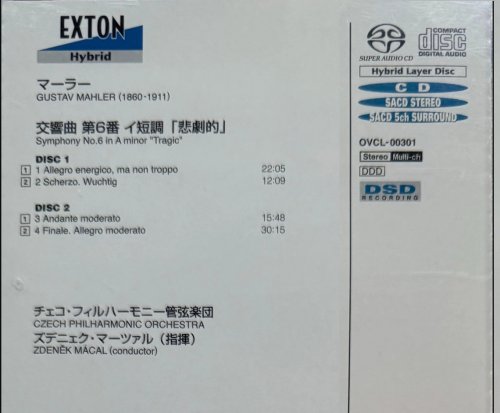 EXTON
Hybrid
マーラー
GUSTAV MAHLER (1860-1911)
交響曲 第6番 イ短調「悲劇的」
Symphony No.6 in A minor "Tragic"
DISC 1
1 1 Allegro energico, ma non troppo 22:05
2 2 Scherzo. Wuchtig 12:09
DISC 2
1 3 Andante moderato 15:48
2 4 Finale. Allegro moderato 30:15
チェコ・フィルハーモニー管弦楽団
CZECH PHILHARMONIC ORCHESTRA
ズデニェク・マーツァル（指揮）
ZDENĚK MÁCAL (conductor)
SUPER AUDIO CD
COMPACT
disc
DIGITAL AUDIO
Hybrid Layer Disc
CD
SACD STEREO
SACD 5ch SURROUND
OVCL-00301
Stereo Multi-ch
DDD
DSD
RECORDING